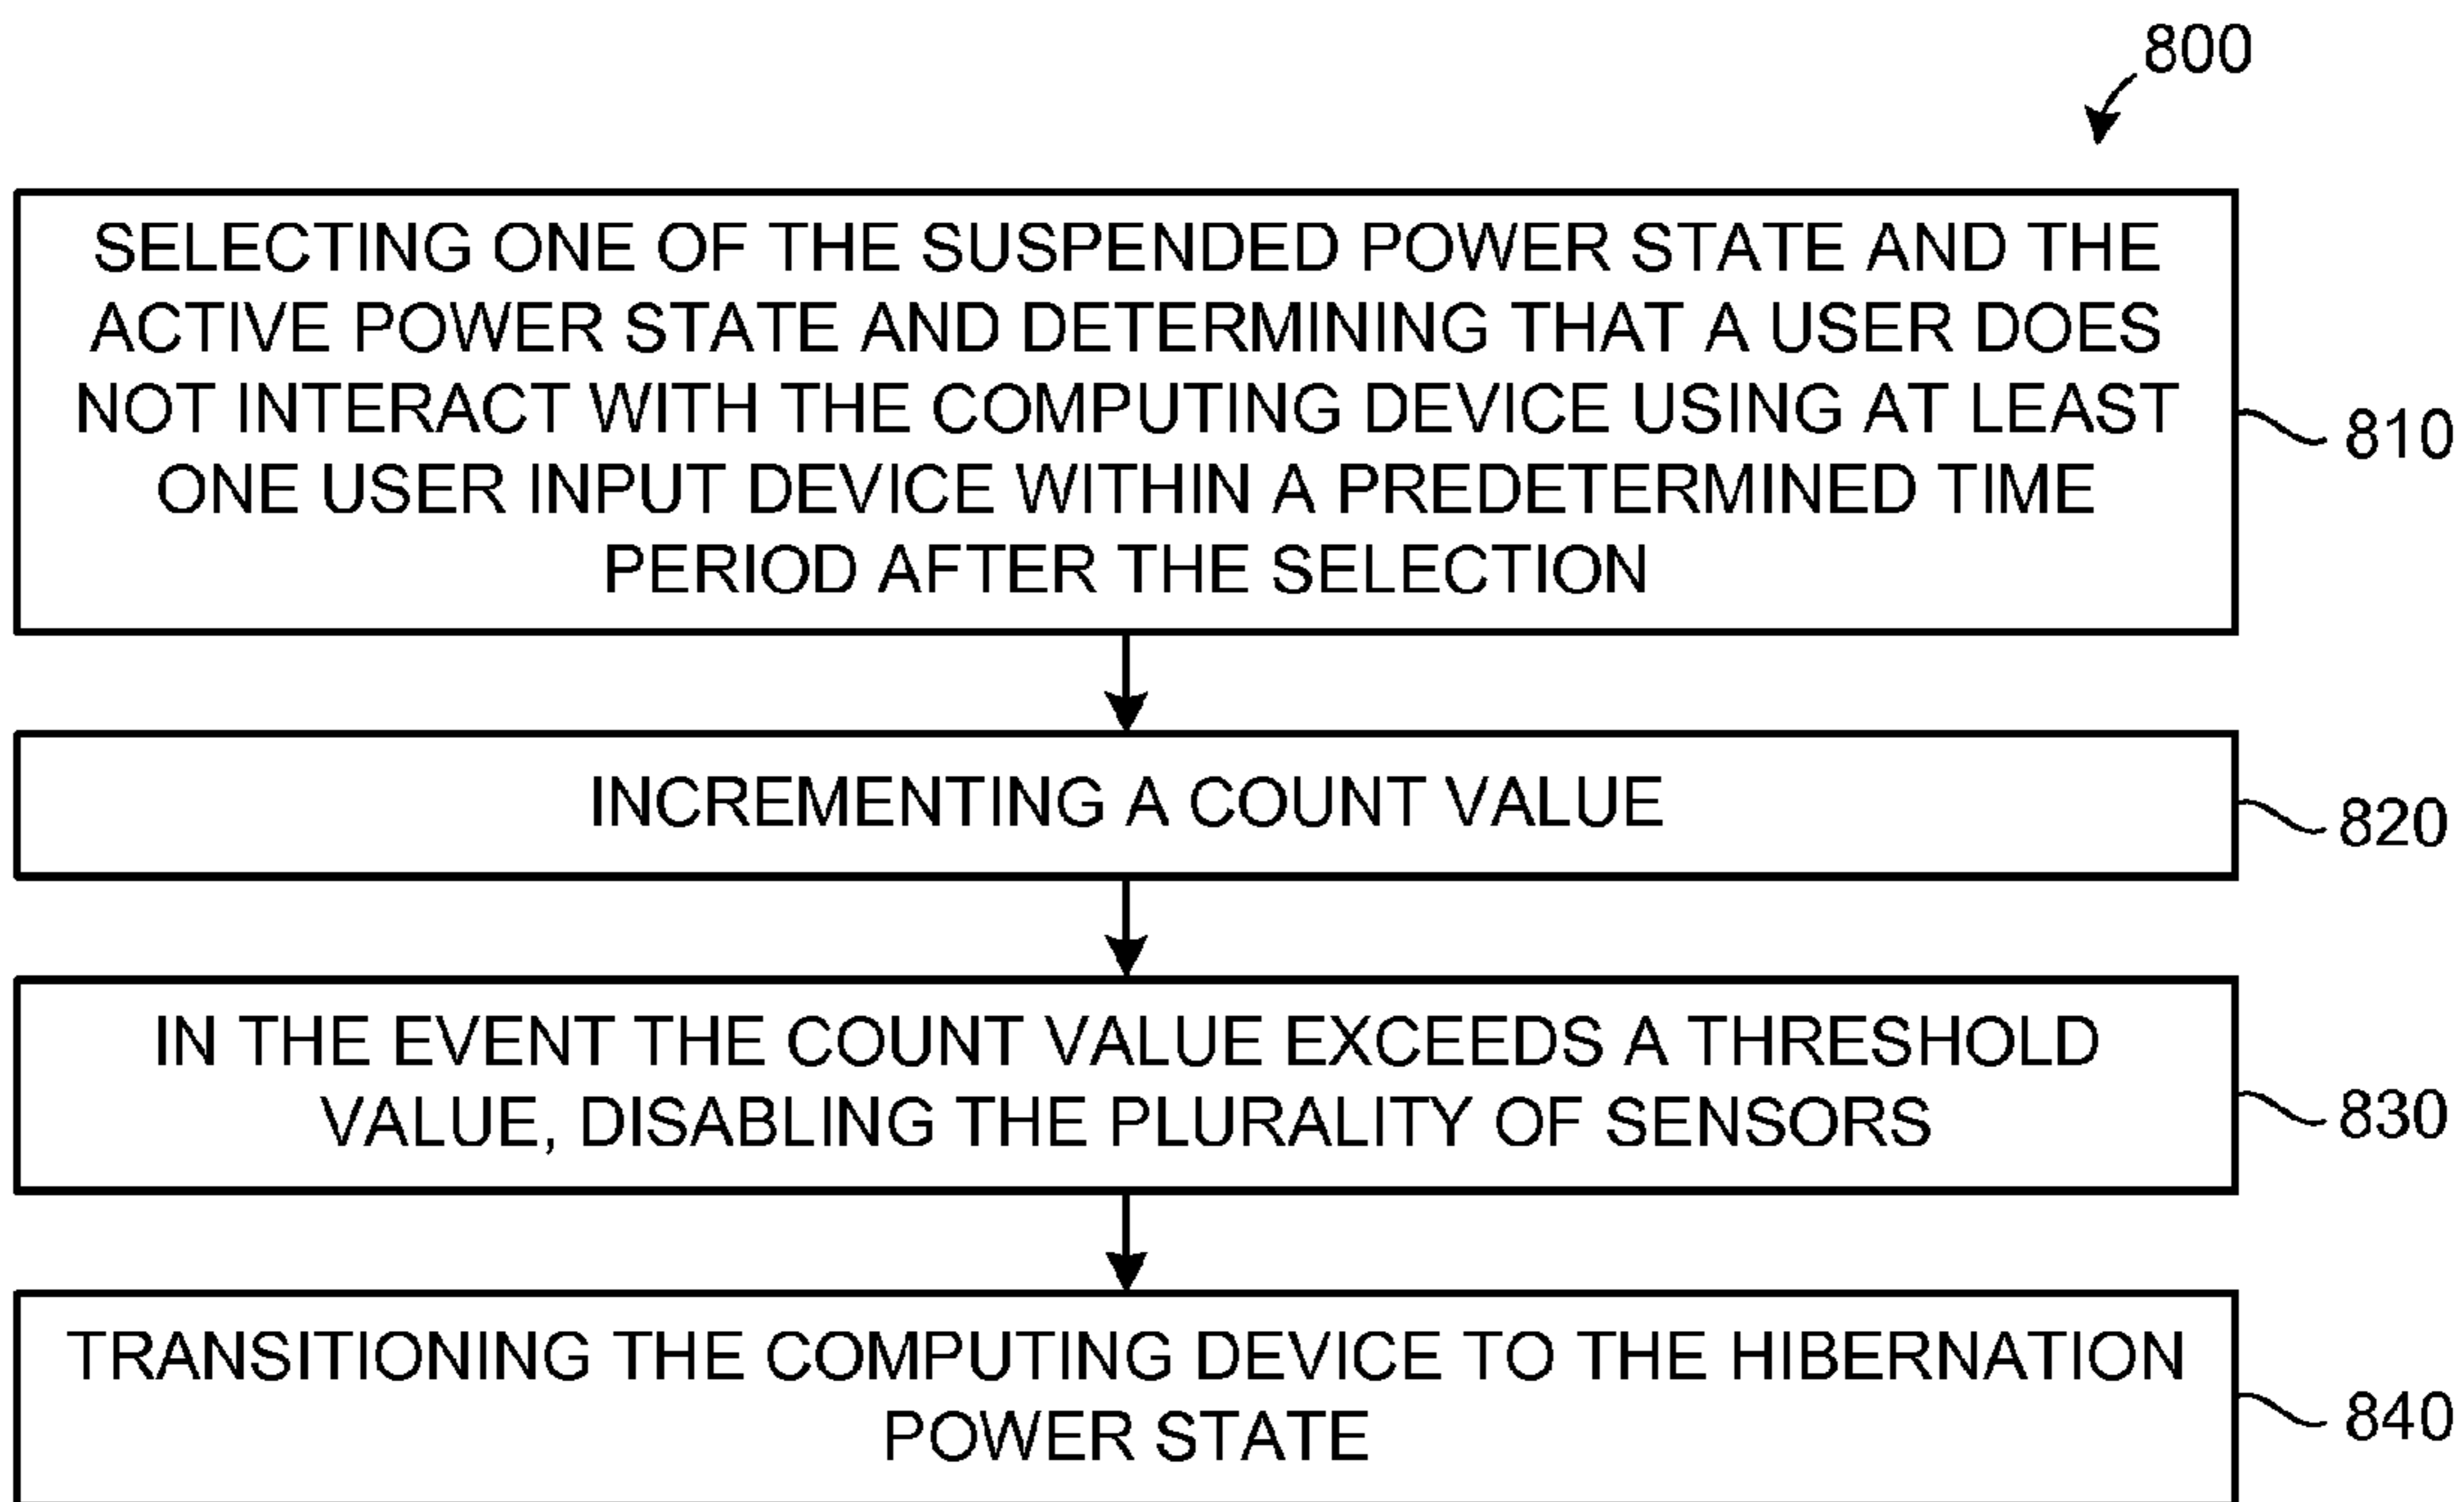 800
SELECTING ONE OF THE SUSPENDED POWER STATE AND THE
ACTIVE POWER STATE AND DETERMINING THAT A USER DOES
NOT INTERACT WITH THE COMPUTING DEVICE USING AT LEAST
ONE USER INPUT DEVICE WITHIN A PREDETERMINED TIME
PERIOD AFTER THE SELECTION
810
INCREMENTING A COUNT VALUE
820
IN THE EVENT THE COUNT VALUE EXCEEDS A THRESHOLD
VALUE, DISABLING THE PLURALITY OF SENSORS
830
TRANSITIONING THE COMPUTING DEVICE TO THE HIBERNATION
POWER STATE
840